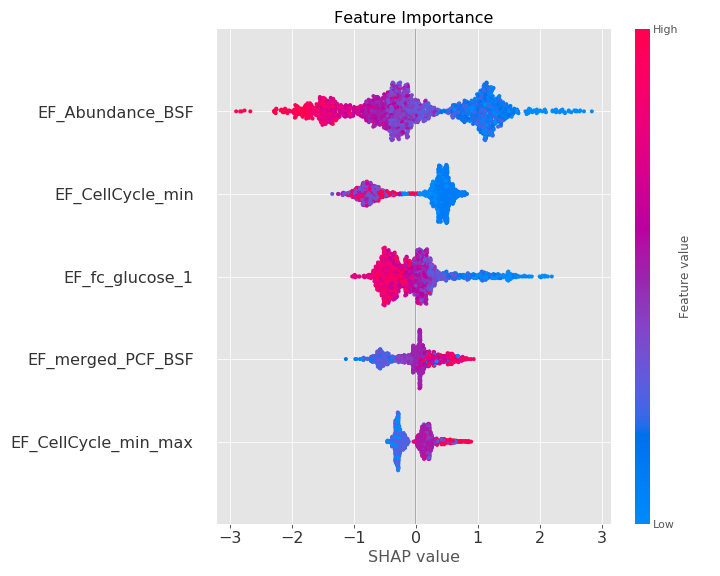 Feature Importance
High
EF_Abundance_BSF
EF_CellCycle_min
EF_fc_glucose_1
EF_merged_PCF_BSF
EF_CellCycle_min_max
Feature value
Low
−3 −2 −1 0 1 2 3
SHAP value